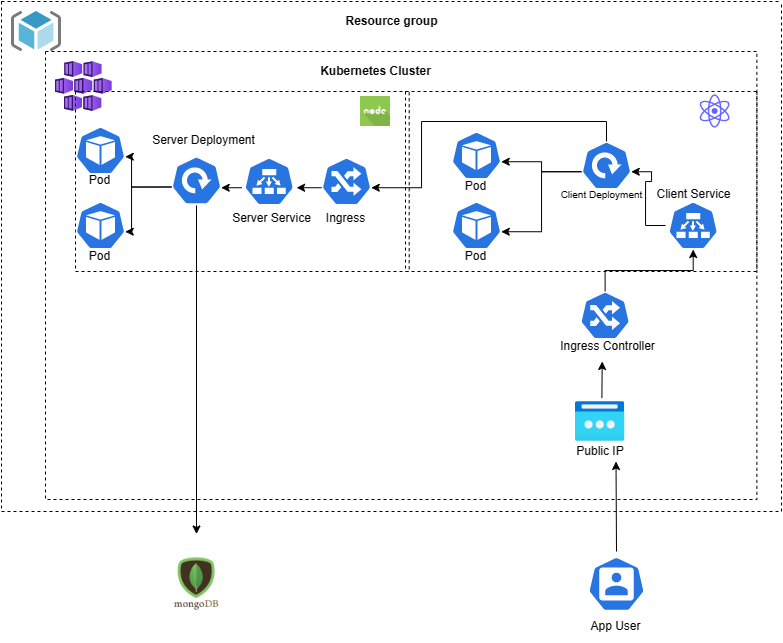 Resource group
Kubernetes Cluster
node
Server Deployment
Pod
Server Service
Ingress
Pod
Pod
Client Deployment
Client Service
Pod
Ingress Controller
Public IP
mongoDB
App User